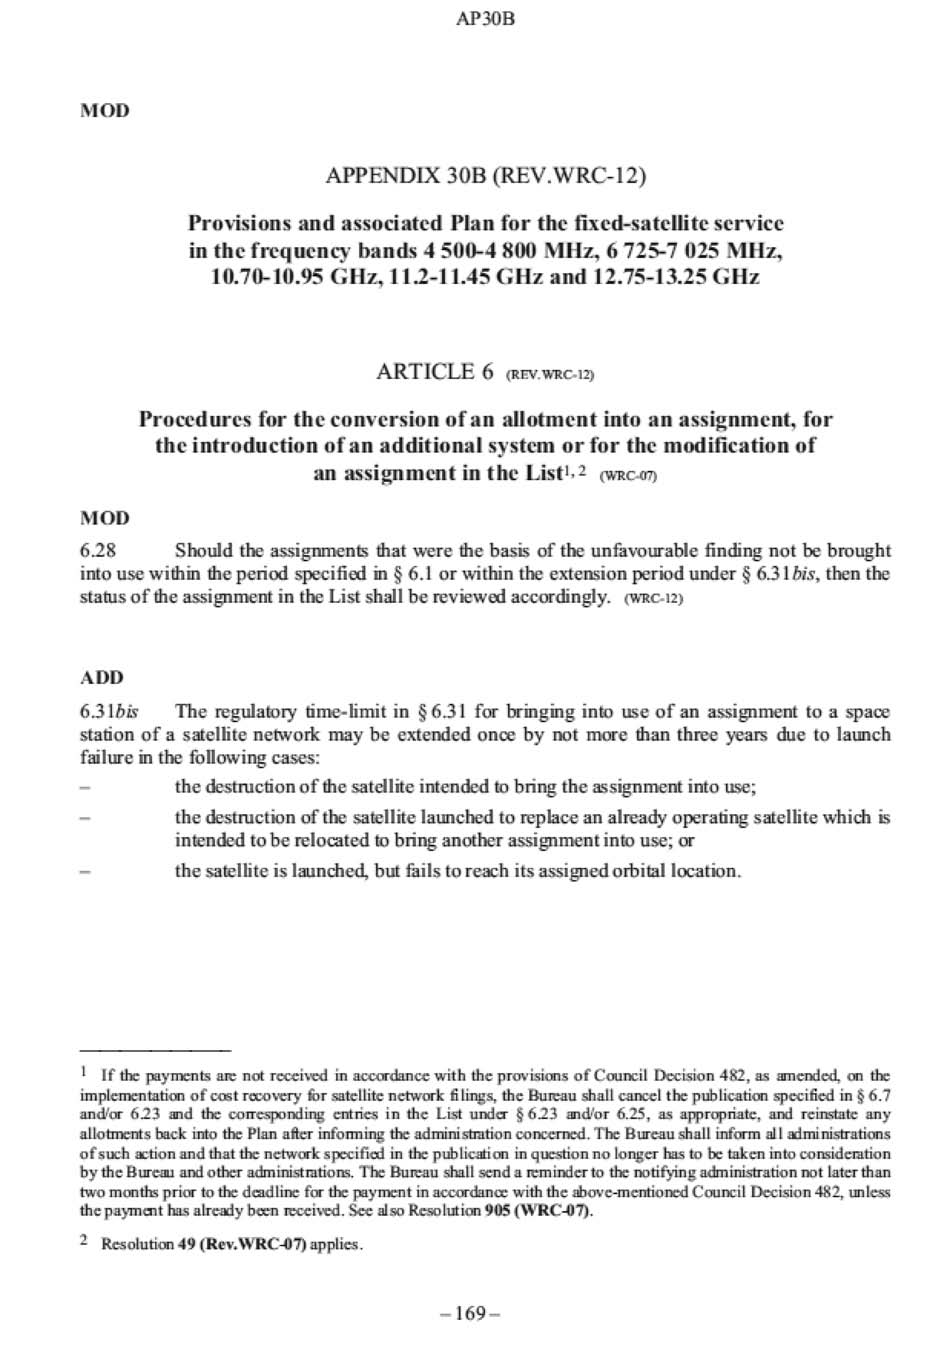 AP30B
MOD
APPENDIX 30B (REV.WRC-12)
Provisions and associated Plan for the fixed-satellite service
in the frequency bands 4 500-4 800 MHz, 6 725-7 025 MHz,
10.70-10.95 GHz, 11.2-11.45 GHz and 12.75-13.25 GHz
ARTICLE 6 (REV.WRC-12)
Procedures for the conversion of an allotment into an assignment, for
the introduction of an additional system or for the modification of
an assignment in the List1, 2 (WRC-07)
MOD
6.28 Should the assignments that were the basis of the unfavourable finding not be brought
into use within the period specified in § 6.1 or within the extension period under § 6.31bis, then the
status of the assignment in the List shall be reviewed accordingly. (WRC-12)
ADD
6.31bis The regulatory time-limit in § 6.31 for bringing into use of an assignment to a space
station of a satellite network may be extended once by not more than three years due to launch
failure in the following cases:
– the destruction of the satellite intended to bring the assignment into use;
– the destruction of the satellite launched to replace an already operating satellite which is
intended to be relocated to bring another assignment into use; or
– the satellite is launched, but fails to reach its assigned orbital location.
1 If the payments are not received in accordance with the provisions of Council Decision 482, as amended, on the
implementation of cost recovery for satellite network filings, the Bureau shall cancel the publication specified in § 6.7
and/or 6.23 and the corresponding entries in the List under § 6.23 and/or 6.25, as appropriate, and reinstate any
allotments back into the Plan after informing the administration concerned. The Bureau shall inform all administrations
of such action and that the network specified in the publication in question no longer has to be taken into consideration
by the Bureau and other administrations. The Bureau shall send a reminder to the notifying administration not later than
two months prior to the deadline for the payment in accordance with the above-mentioned Council Decision 482, unless
the payment has already been received. See also Resolution 905 (WRC-07).
2 Resolution 49 (Rev.WRC-07) applies.
– 169 –